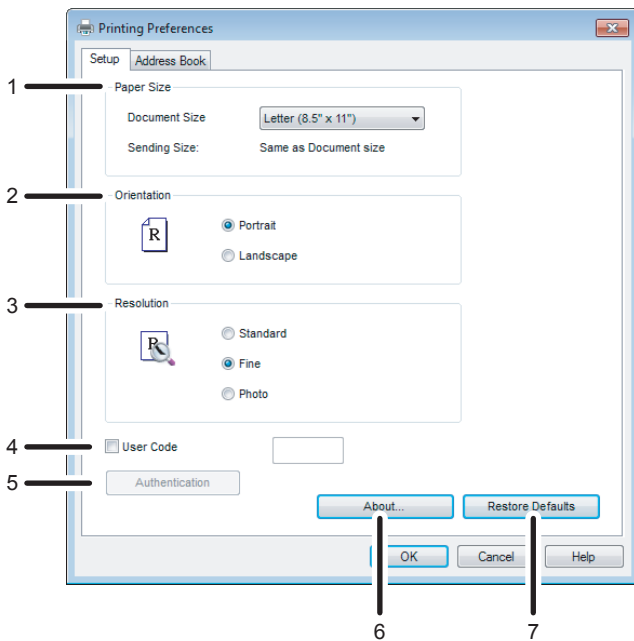 Printing Preferences
Setup Address Book
1 Paper Size
Document Size Letter (8.5" x 11")
Sending Size: Same as Document size
2 Orientation
R Portrait
Landscape
3 Resolution
Standard
R Fine
Photo
4 User Code
5 Authentication
About... Restore Defaults
OK Cancel Help
6 7